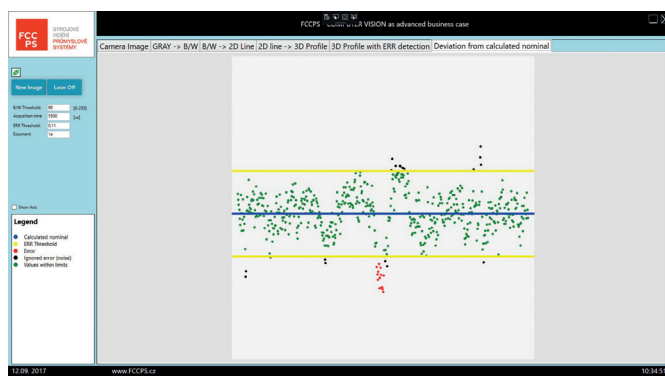 FCC
PS
STROJOVÉ
VIDĚNÍ
PRŮMYSLOVÉ
SYSTÉMY
FCCPS - COMPUTER VISION as advanced business case
Camera Image GRAY -> B/W B/W -> 2D Line 2D line -> 3D Profile 3D Profile with ERR detection Deviation from calculated nominal
New Image Laser Off
B/W Threshold: 90 [0-255]
Acquisition time 5500
ERR Threshold: 0,11
Exponent: 14
Show Axis
Legend
Calculated nominal
ERR Threshold
Error
Ignored error (noise)
Values within limits
12.09. 2017 www.FCCPS.cz 10:34:51